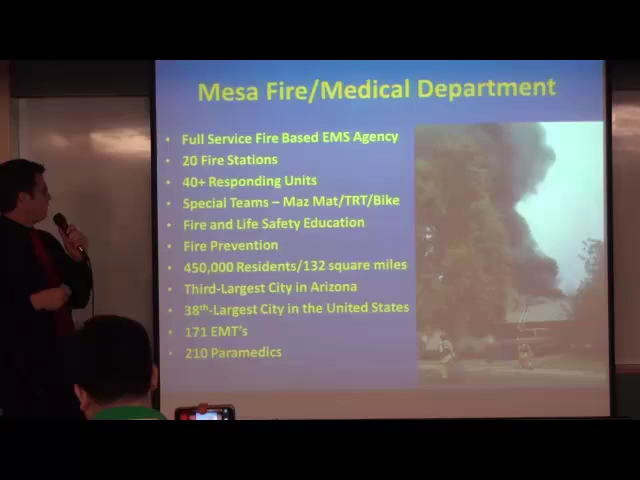 Mesa Fire/Medical Department
• Full Service Fire Based EMS Agency
• 20 Fire Stations
• 40+ Responding Units
• Special Teams – Maz Mat/TRT/Bike
• Fire and Life Safety Education
• Fire Prevention
• 450,000 Residents/132 square miles
• Third-Largest City in Arizona
• 38th-Largest City in the United States
• 171 EMT's
• 210 Paramedics